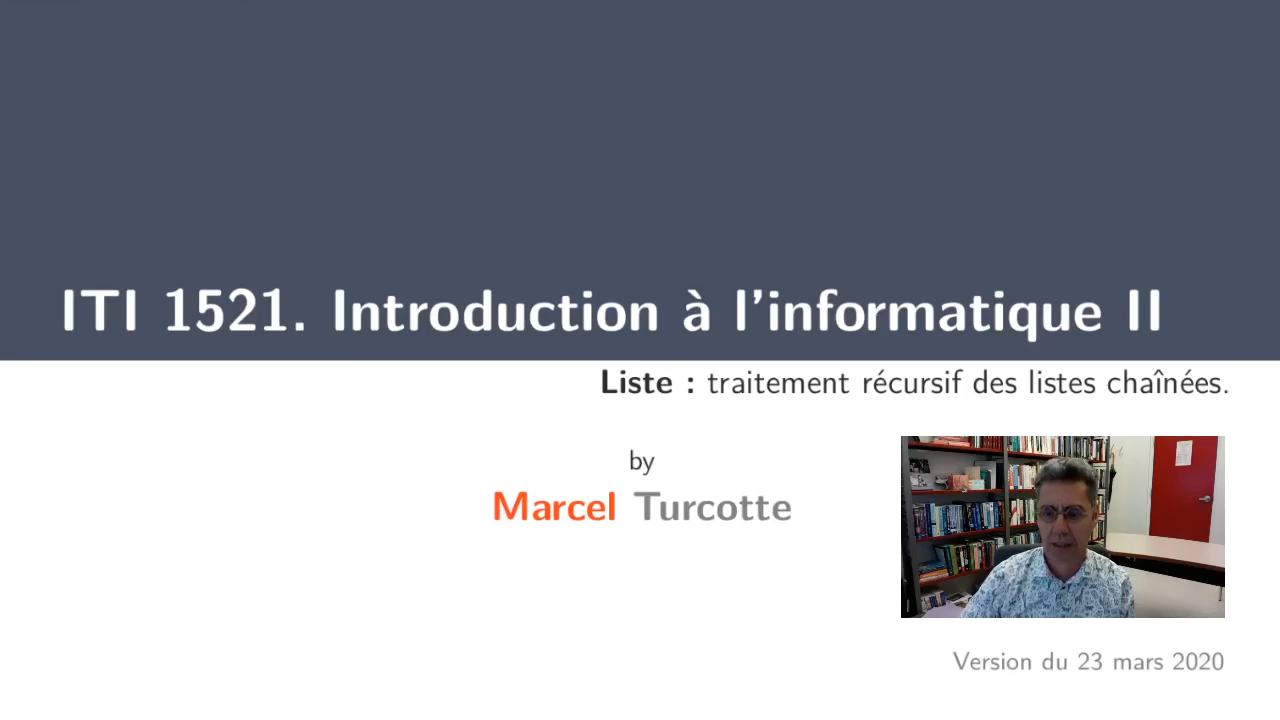 ITI 1521. Introduction à l'informatique II
Liste : traitement récursif des listes chaînées.
by
Marcel Turcotte
Version du 23 mars 2020